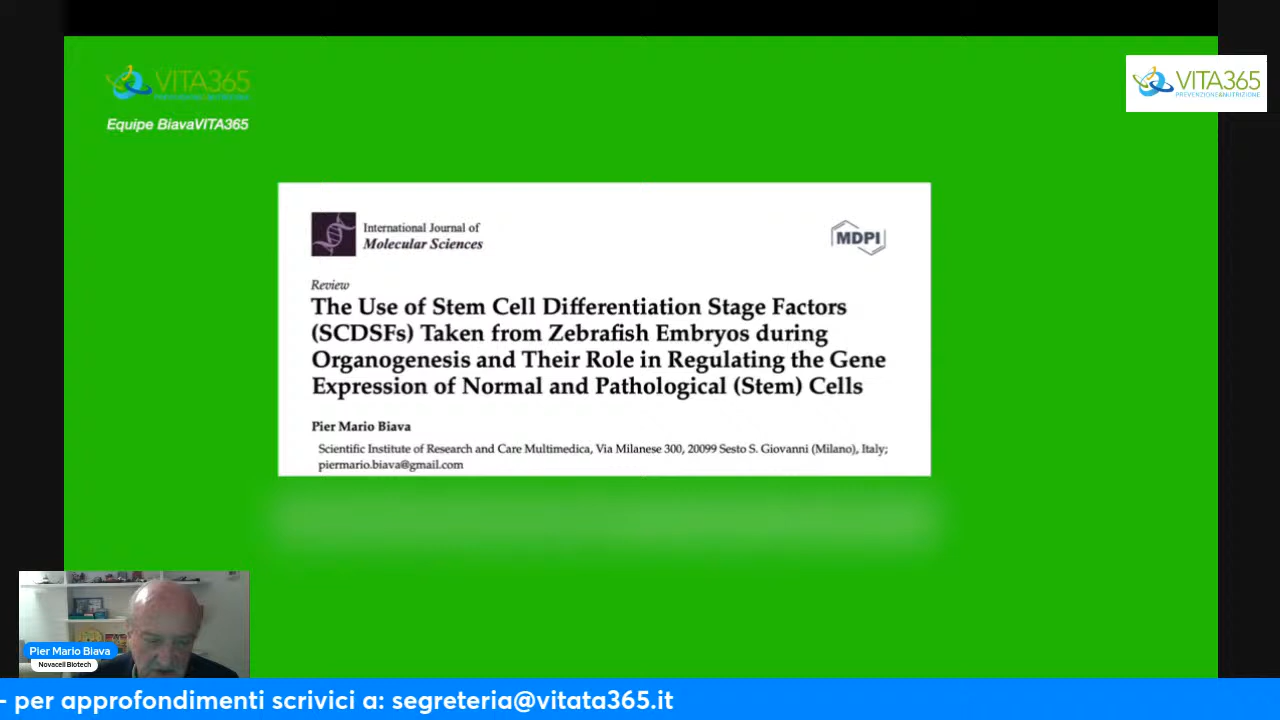 VITA365
Equipe BiavaVITA365
VITA365
PREVENZIONE&NUTRIZIONE
International Journal of
Molecular Sciences
MDPI
Review
The Use of Stem Cell Differentiation Stage Factors
(SCDSFs) Taken from Zebrafish Embryos during
Organogenesis and Their Role in Regulating the Gene
Expression of Normal and Pathological (Stem) Cells
Pier Mario Biava
Scientific Institute of Research and Care Multimedica, Via Milanese 300, 20099 Sesto S. Giovanni (Milano), Italy;
piermario.biava@gmail.com
Pier Mario Biava
Novacell Biotech
- per approfondimenti scrivici a: segreteria@vitata365.it